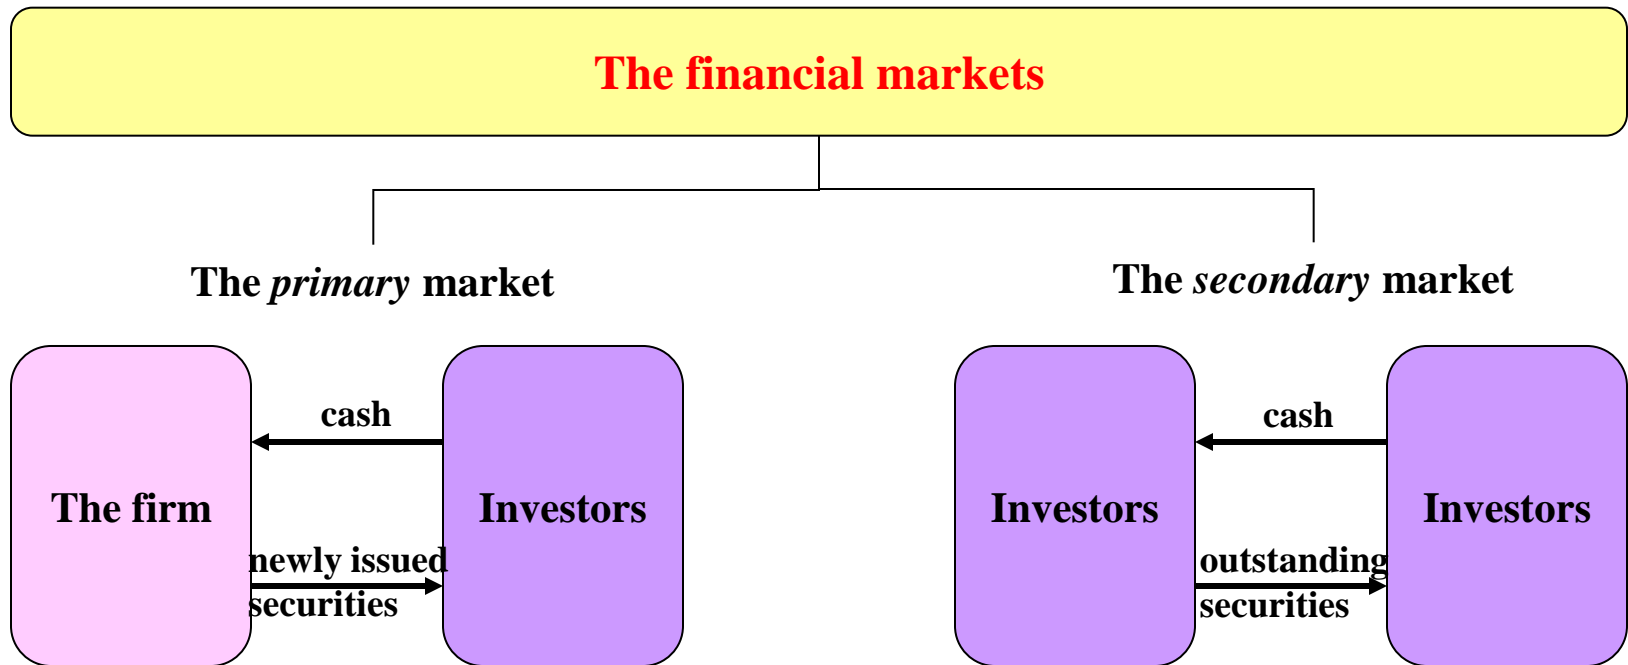 The financial markets
The primary market
The secondary market
cash
The firm
Investors
newly issued
securities
cash
Investors
Investors
outstanding
securities